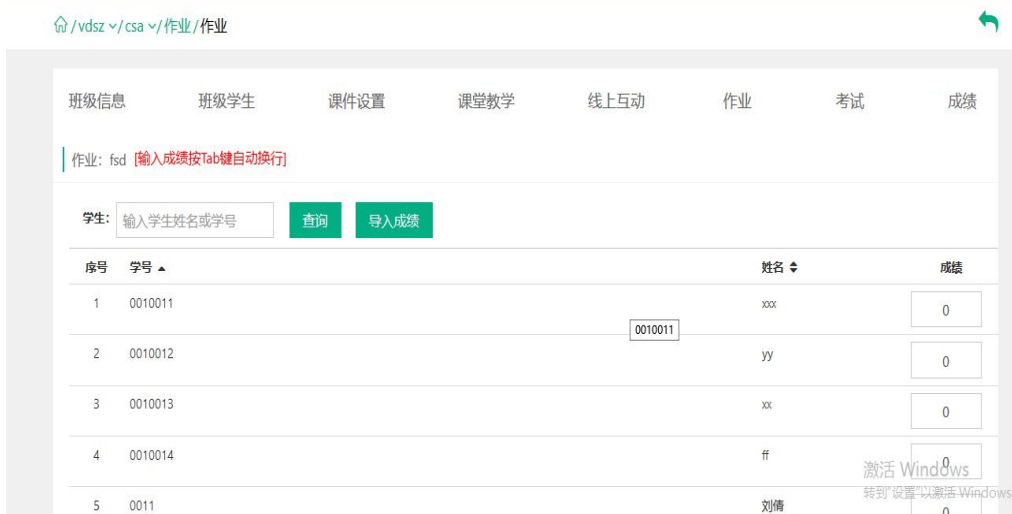 /vdsz /csa /作业/作业
班级信息 班级学生 课件设置 课堂教学 线上互动 作业 考试 成绩
作业：fsd [输入成绩按Tab键自动换行]
学生： 输入学生姓名或学号 查询 导入成绩
序号 学号 姓名 成绩
1 0010011 xxx 0
0010011
2 0010012 yy 0
3 0010013 xx 0
4 0010014 ff 0
激活 Windows
转到"设置"以激活 Windows
5 0011 刘倩 0